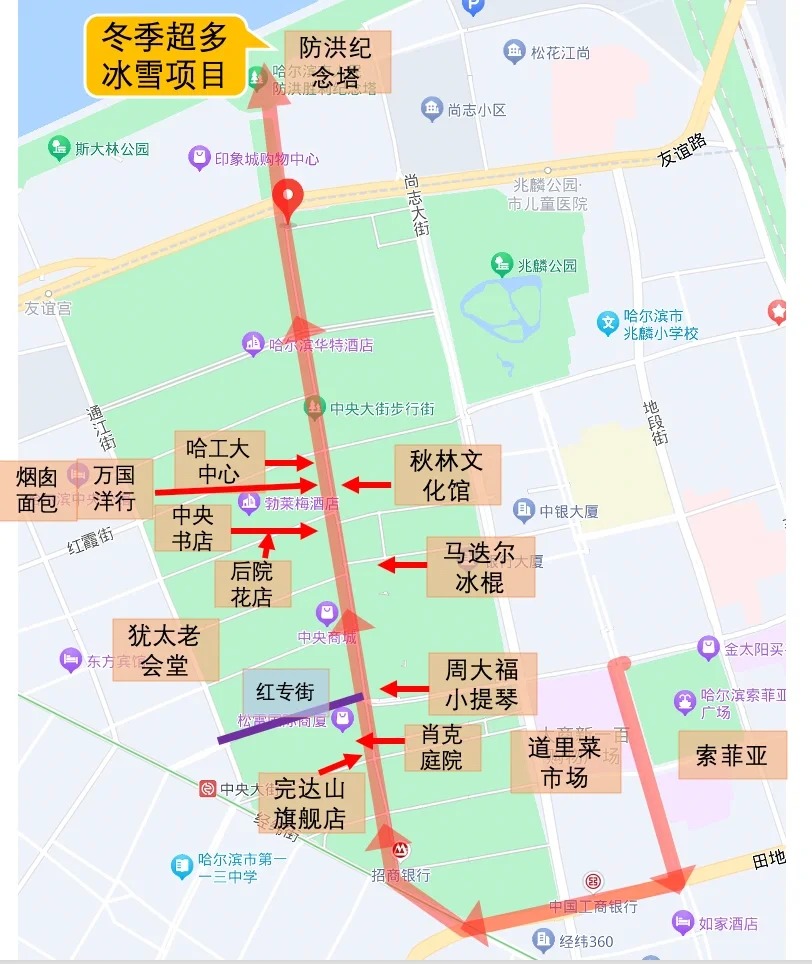 冬季超多
冰雪项目
防洪纪
念塔
哈尔滨
防洪胜利纪念塔
P
松花江尚
尚志小区
斯大林公园
印象城购物中心
友谊路
尚志大街
兆麟公园·
市儿童医院
兆麟公园
友谊宫
哈尔滨市
兆麟小学校
文
哈尔滨华特酒店
中央大街步行街
通江街
地段街
哈工大
中心
秋林文
化馆
烟囱
面包
万国
洋行
勃莱梅酒店
中央
书店
中银大厦
红霞街
后院
花店
马迭尔
冰棍
大厦
中央商城
犹太老
会堂
东方宾馆
金太阳买
周大福
小提琴
红专街
哈尔滨索菲亚
广场
肖克
庭院
道里菜
市场
索菲亚
完达山
旗舰店
中央大街
经纬街
哈尔滨市第一
一三中学
招商银行
田地
中国工商银行
如家酒店
经纬360